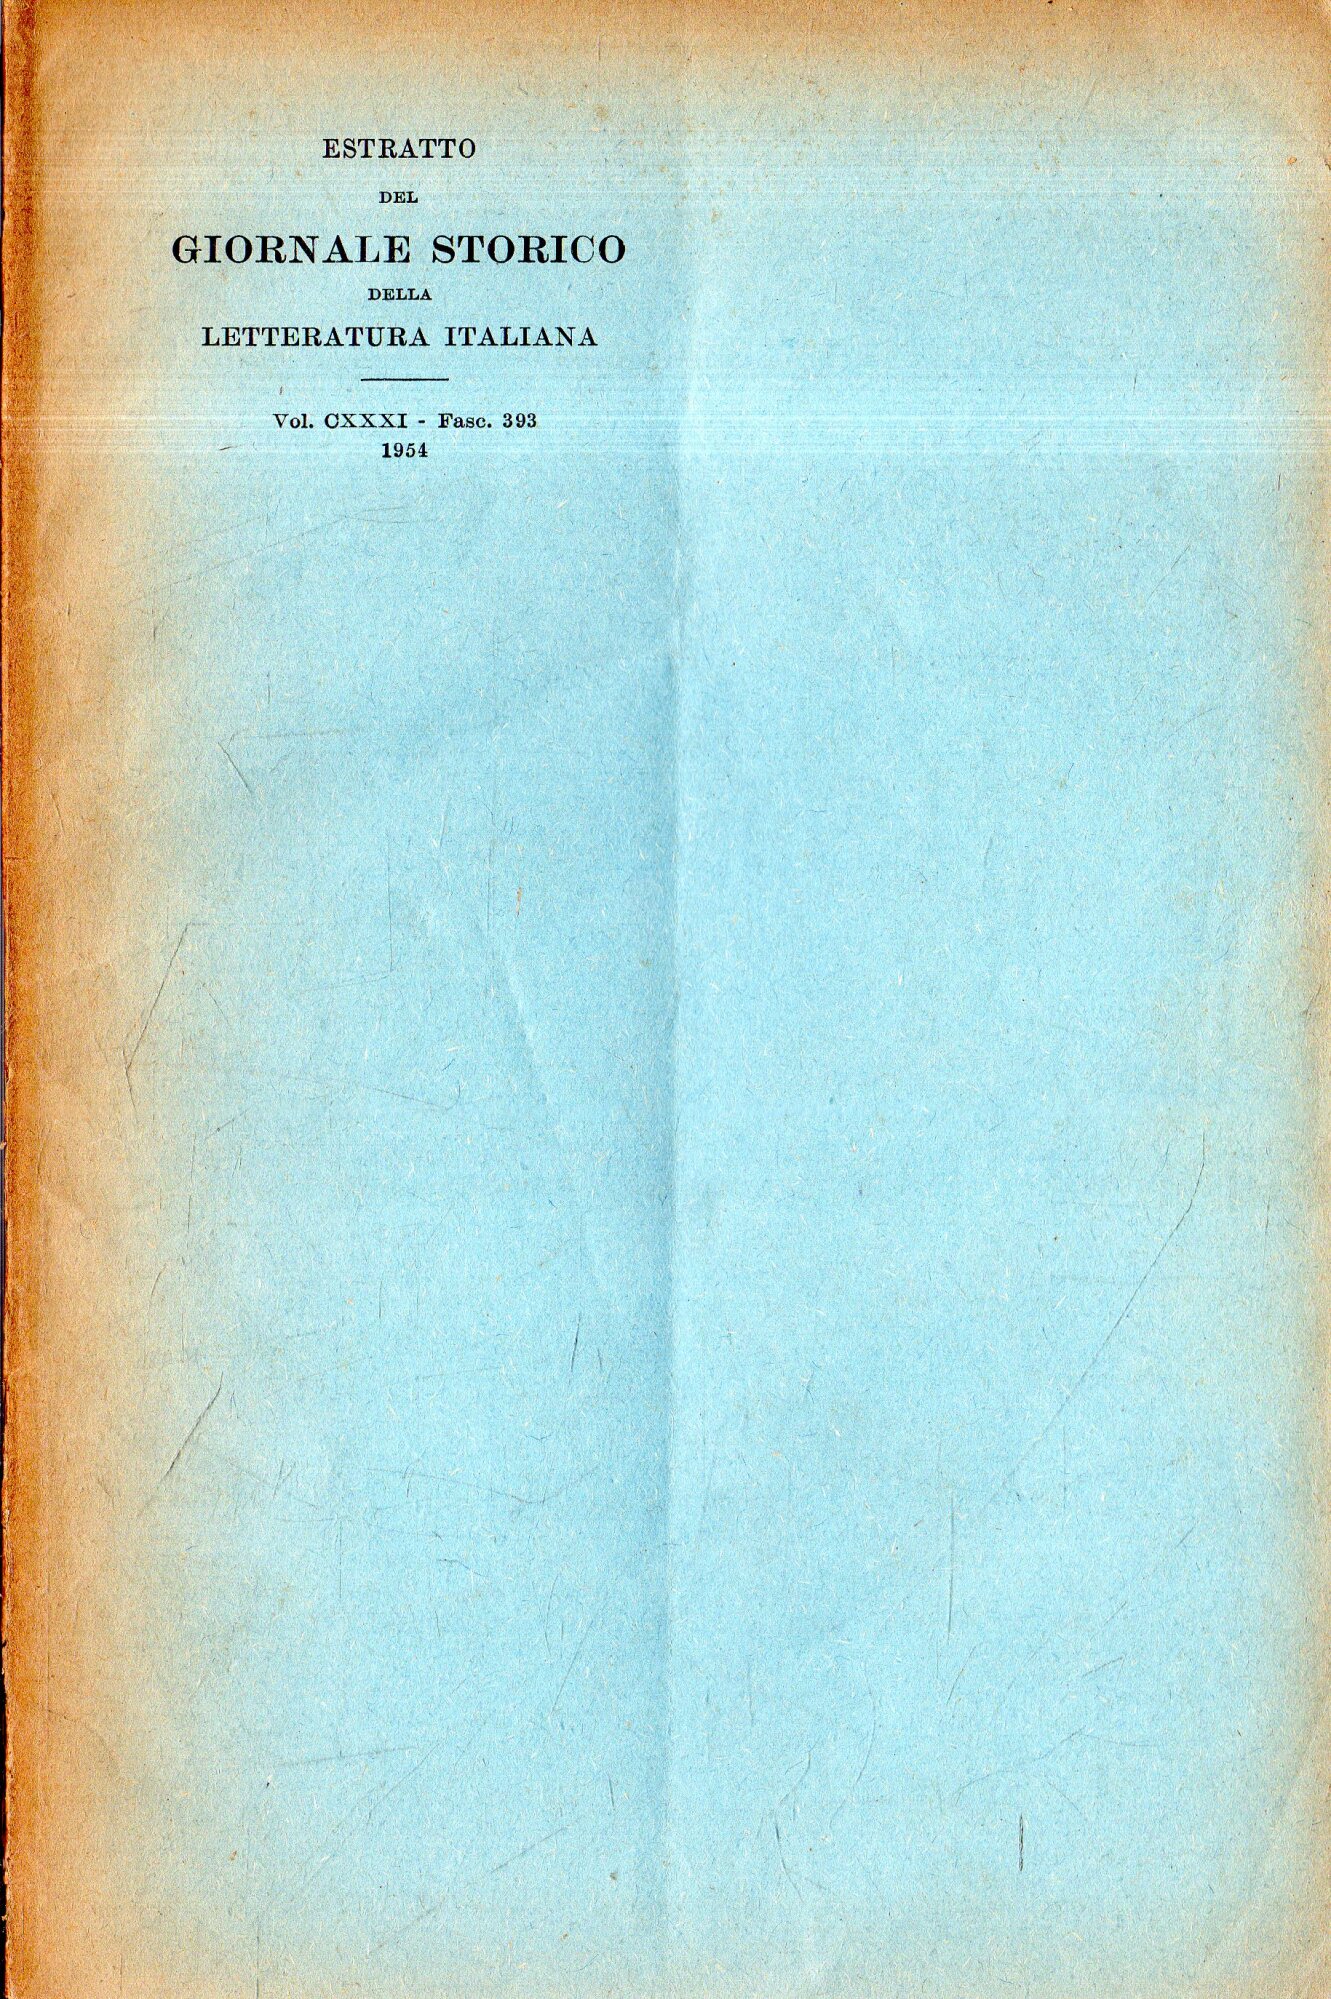 ESTRATTO
DEL
GIORNALE STORICO
DELLA
LETTERATURA ITALIANA
Vol. CXXXI - Fasc. 393
1954